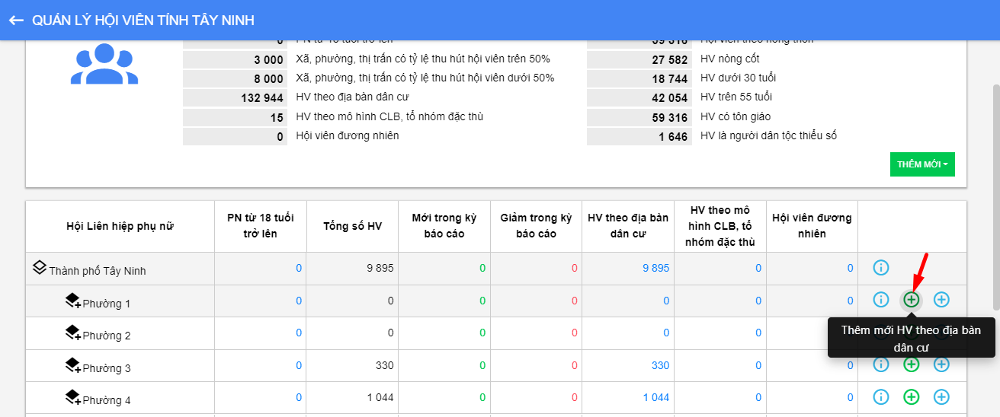 QUẢN LÝ HỘI VIÊN TỈNH TÂY NINH
3 000 Xã, phường, thị trấn có tỷ lệ thu hút hội viên trên 50% 27 582 HV nòng cốt
8 000 Xã, phường, thị trấn có tỷ lệ thu hút hội viên dưới 50% 18 744 HV dưới 30 tuổi
132 944 HV theo địa bàn dân cư 42 054 HV trên 55 tuổi
15 HV theo mô hình CLB, tổ nhóm đặc thù 59 316 HV có tôn giáo
0 Hội viên đương nhiên 1 646 HV là người dân tộc thiểu số
THÊM MỚI
Hội Liên hiệp phụ nữ
PN từ 18 tuổi
trở lên
Tổng số HV
Mới trong kỳ
báo cáo
Giảm trong kỳ
báo cáo
HV theo địa bàn
dân cư
HV theo mô
hình CLB, tổ
nhóm đặc thù
Hội viên đương
nhiên
Thành phố Tây Ninh 0 9 895 0 0 9 895 0 0
Phường 1 0 0 0 0 0 0 0
Phường 2 0 0 0 0 0 0
Thêm mới HV theo địa bàn
dân cư
Phường 3 0 330 0 0 330 0 0
Phường 4 0 1 044 0 0 1 044 0 0